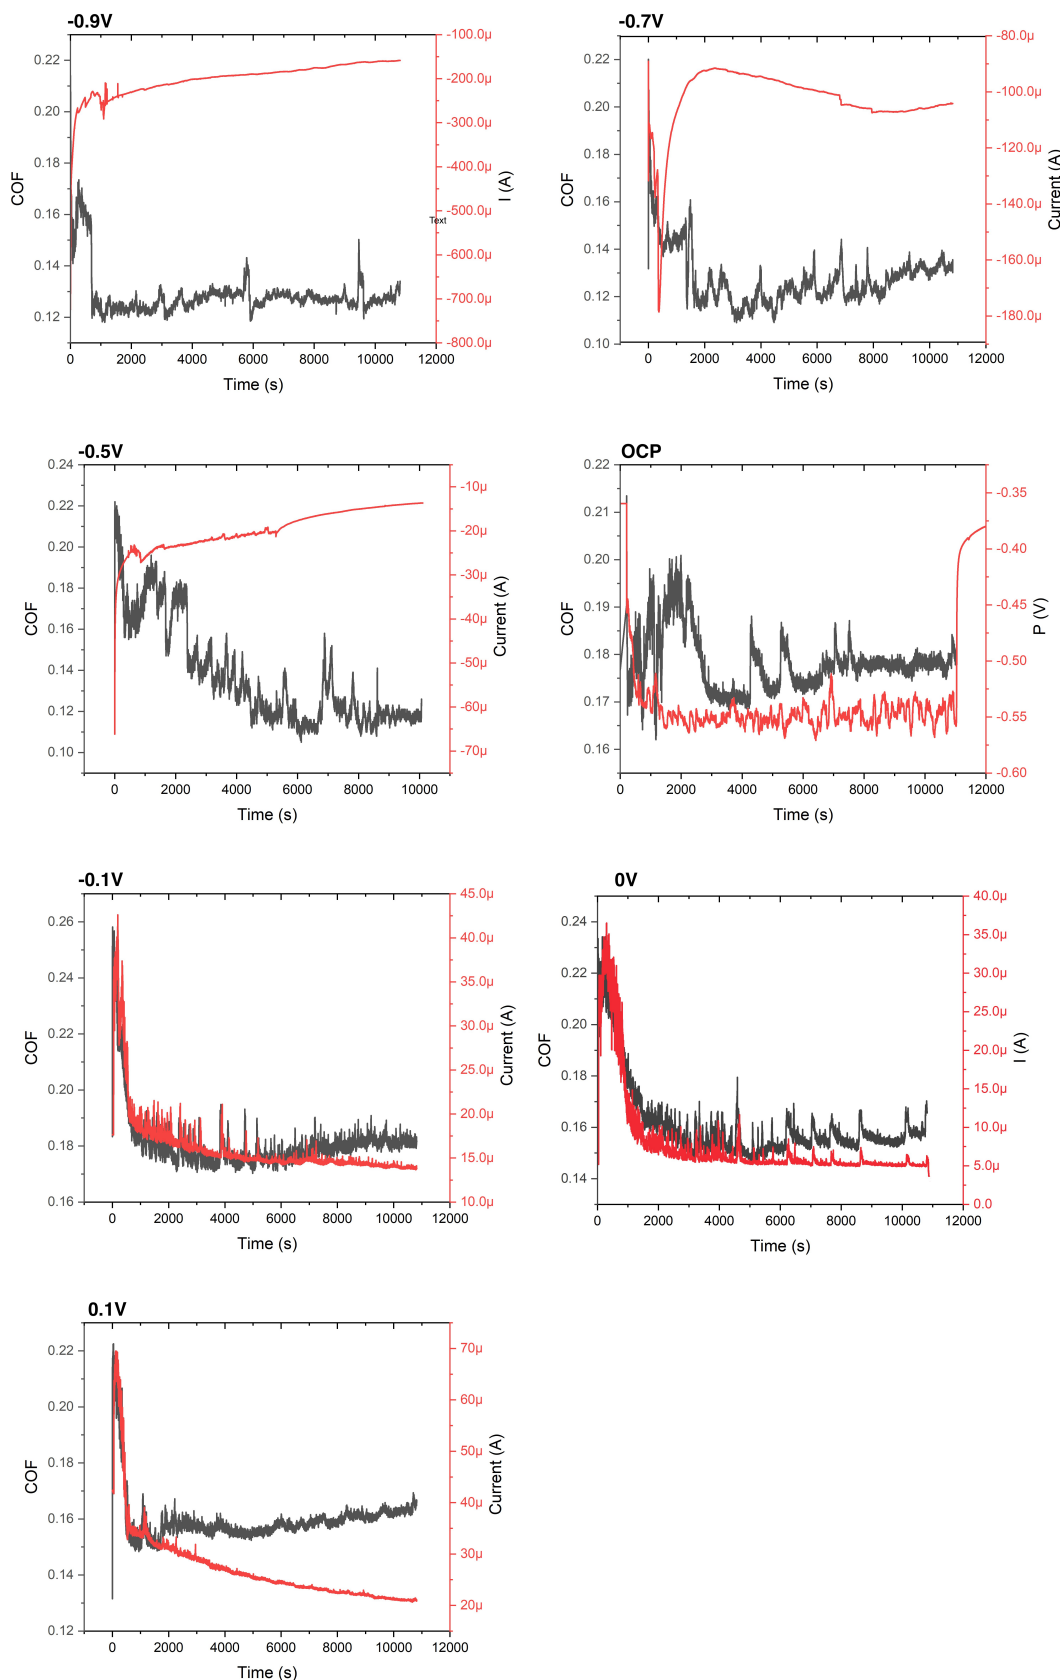 -0.9V
COF
0.22
0.20
0.18
0.16
0.14
0.12
-100.0μ
-200.0μ
-300.0μ
-400.0μ
-500.0μ
-600.0μ
-700.0μ
-800.0μ
I (A)
Text
0 2000 4000 6000 8000 10000 12000
Time (s)
-0.7V
COF
0.22
0.20
0.18
0.16
0.14
0.12
0.10
-80.0μ
-100.0μ
-120.0μ
-140.0μ
-160.0μ
-180.0μ
Current (A)
0 2000 4000 6000 8000 10000 12000
Time (s)
-0.5V
COF
0.24
0.22
0.20
0.18
0.16
0.14
0.12
0.10
-10μ
-20μ
-30μ
-40μ
-50μ
-60μ
-70μ
Current (A)
0 2000 4000 6000 8000 10000
Time (s)
OCP
COF
0.22
0.21
0.20
0.19
0.18
0.17
0.16
-0.35
-0.40
-0.45
-0.50
-0.55
-0.60
P (V)
0 2000 4000 6000 8000 10000 12000
Time (s)
-0.1V
COF
0.26
0.24
0.22
0.20
0.18
0.16
45.0μ
40.0μ
35.0μ
30.0μ
25.0μ
20.0μ
15.0μ
10.0μ
Current (A)
0 2000 4000 6000 8000 10000 12000
Time (s)
0V
COF
0.24
0.22
0.20
0.18
0.16
0.14
40.0μ
35.0μ
30.0μ
25.0μ
20.0μ
15.0μ
10.0μ
5.0μ
0.0
I (A)
0 2000 4000 6000 8000 10000 12000
Time (s)
0.1V
COF
0.22
0.20
0.18
0.16
0.14
0.12
70μ
60μ
50μ
40μ
30μ
20μ
Current (A)
0 2000 4000 6000 8000 10000 12000
Time (s)